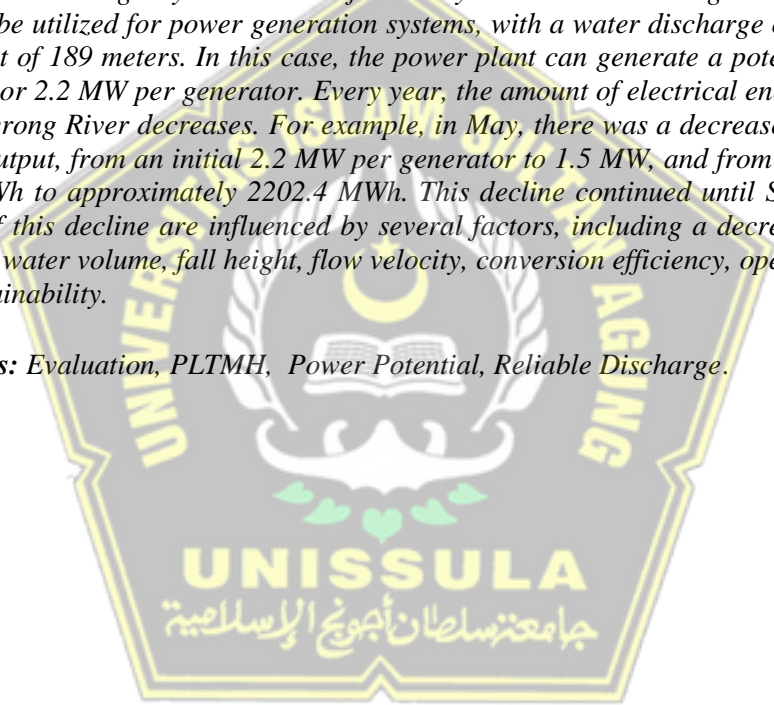 be utilized for power generation systems, with a water discharge
t of 189 meters. In this case, the power plant can generate a pote
or 2.2 MW per generator. Every year, the amount of electrical en
rong River decreases. For example, in May, there was a decrease
utput, from an initial 2.2 MW per generator to 1.5 MW, and from
Wh to approximately 2202.4 MWh. This decline continued until S
f this decline are influenced by several factors, including a decre
water volume, fall height, flow velocity, conversion efficiency, ope
inability.
s: Evaluation, PLTMH, Power Potential, Reliable Discharge.
UNIVERSITAS ISLAM SULTAN AGUNG
UNISSULA
جامعة سلطان أجونج الإسلامية